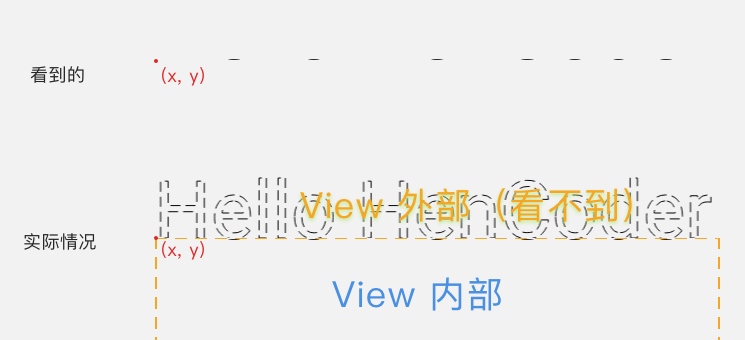 看到的
(x, y)
Hello HenCoder
View 外部（看不到）
实际情况
(x, y)
View 内部